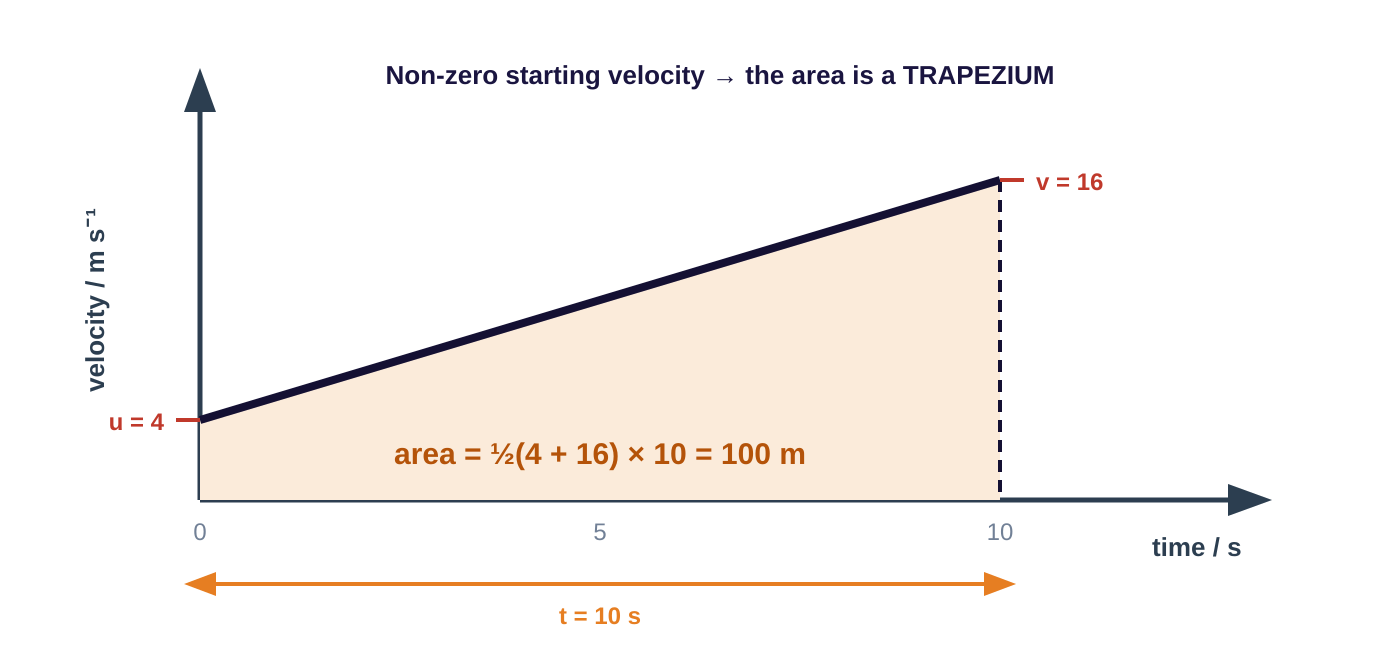 Non-zero starting velocity → the area is a TRAPEZIUM
velocity / m s⁻¹
v = 16
u = 4
area = ½(4 + 16) × 10 = 100 m
0
5
10
time / s
t = 10 s